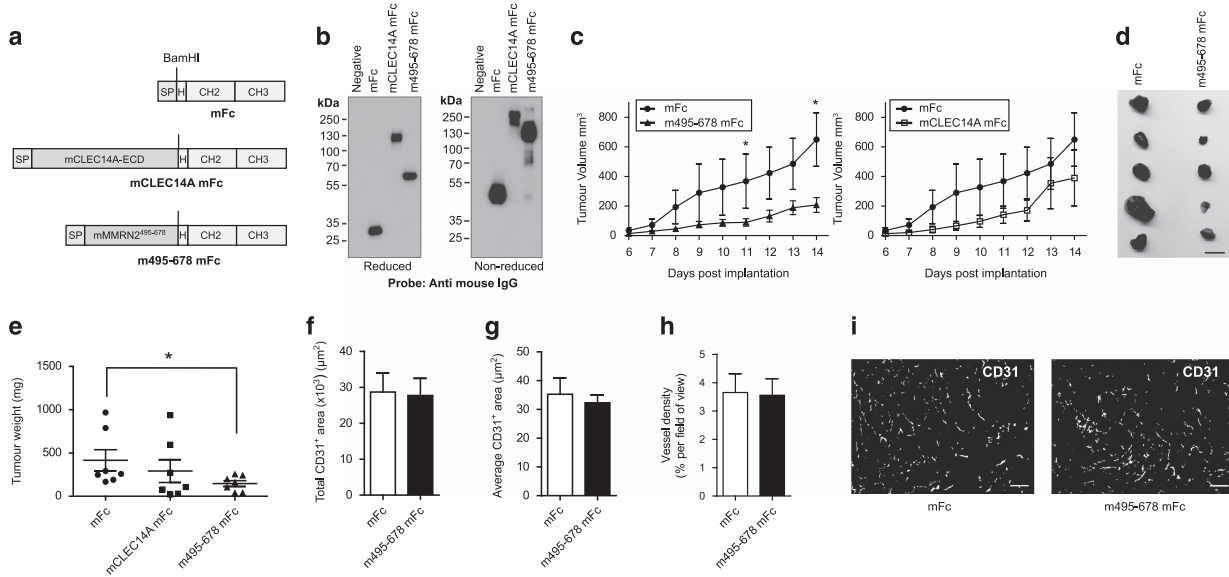 a
BamHI
SP H CH2 CH3
mFc
SP mCLEC14A-ECD H CH2 CH3
mCLEC14A mFc
SP mMMRN2⁴⁹⁵⁻⁶⁷⁸ H CH2 CH3
m495-678 mFc
b
Negative
mFc
mCLEC14A mFc
m495-678 mFc
kDa
250
130
100
70
55
35
25
Reduced
Negative
mFc
mCLEC14A mFc
m495-678 mFc
kDa
250
130
100
70
55
35
25
Non-reduced
Probe: Anti mouse IgG
c
Tumour Volume mm³
800
600
400
200
0
mFc
m495-678 mFc
*
*
6 7 8 9 10 11 12 13 14
Days post implantation
Tumour Volume mm³
800
600
400
200
0
mFc
mCLEC14A mFc
6 7 8 9 10 11 12 13 14
Days post implantation
d
mFc
m495-678 mFc
e
Tumour weight (mg)
1500
1000
500
0
*
mFc
mCLEC14A mFc
m495-678 mFc
f
Total CD31⁺ area (x10³) (μm²)
40
30
20
10
0
mFc
m495-678 mFc
g
Average CD31⁺ area (μm²)
50
40
30
20
10
0
mFc
m495-678 mFc
h
Vessel density
(% per field of view)
5
4
3
2
1
0
mFc
m495-678 mFc
i
CD31
mFc
CD31
m495-678 mFc